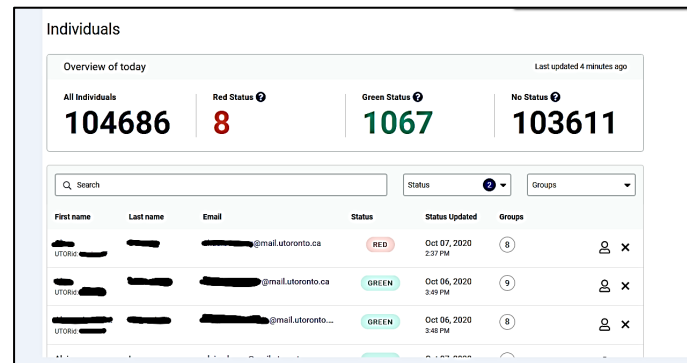 Individuals
Overview of today
Last updated 4 minutes ago
All Individuals Red Status ? Green Status ? No Status ?
104686 8 1067 103611
Search Status 2 Groups
First name Last name Email Status Status Updated Groups
@mail.utoronto.ca RED Oct 07, 2020 8
UTORid: 2:37 PM
@mail.utoronto.ca GREEN Oct 06, 2020 9
UTORid: 3:49 PM
@mail.utoronto.... GREEN Oct 06, 2020 8
UTORid: 3:48 PM